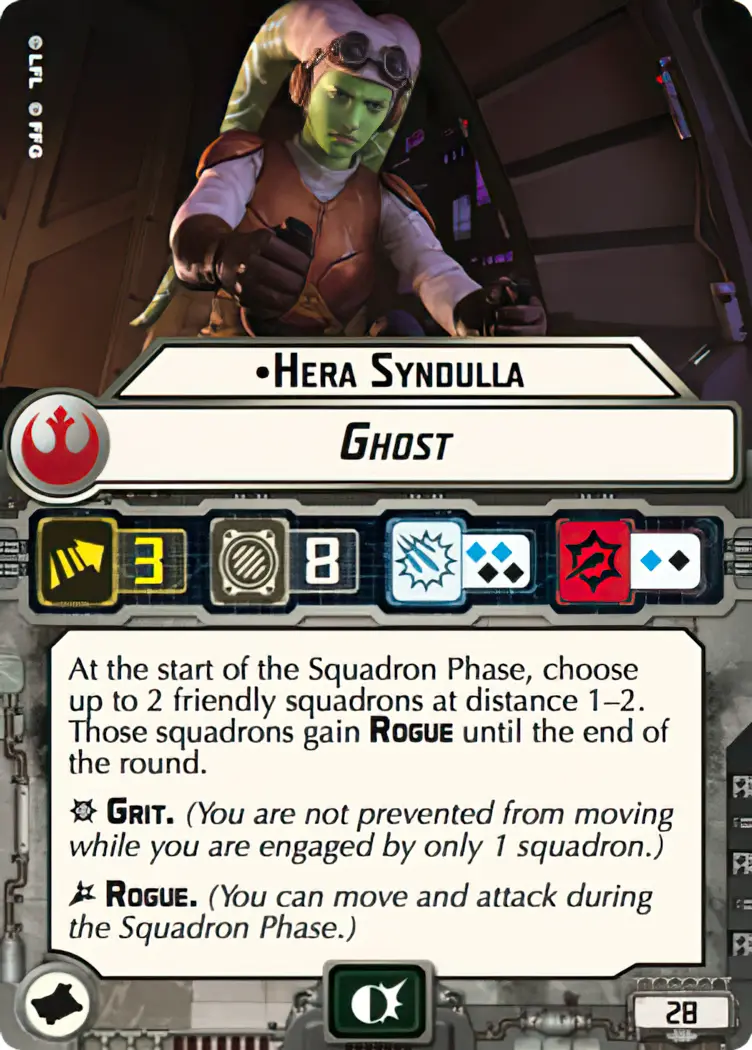 © LFL © FFG
•Hera Syndulla
Ghost
3
8
At the start of the Squadron Phase, choose
up to 2 friendly squadrons at distance 1–2.
Those squadrons gain Rogue until the end of
the round.
Grit. (You are not prevented from moving
while you are engaged by only 1 squadron.)
Rogue. (You can move and attack during
the Squadron Phase.)
28